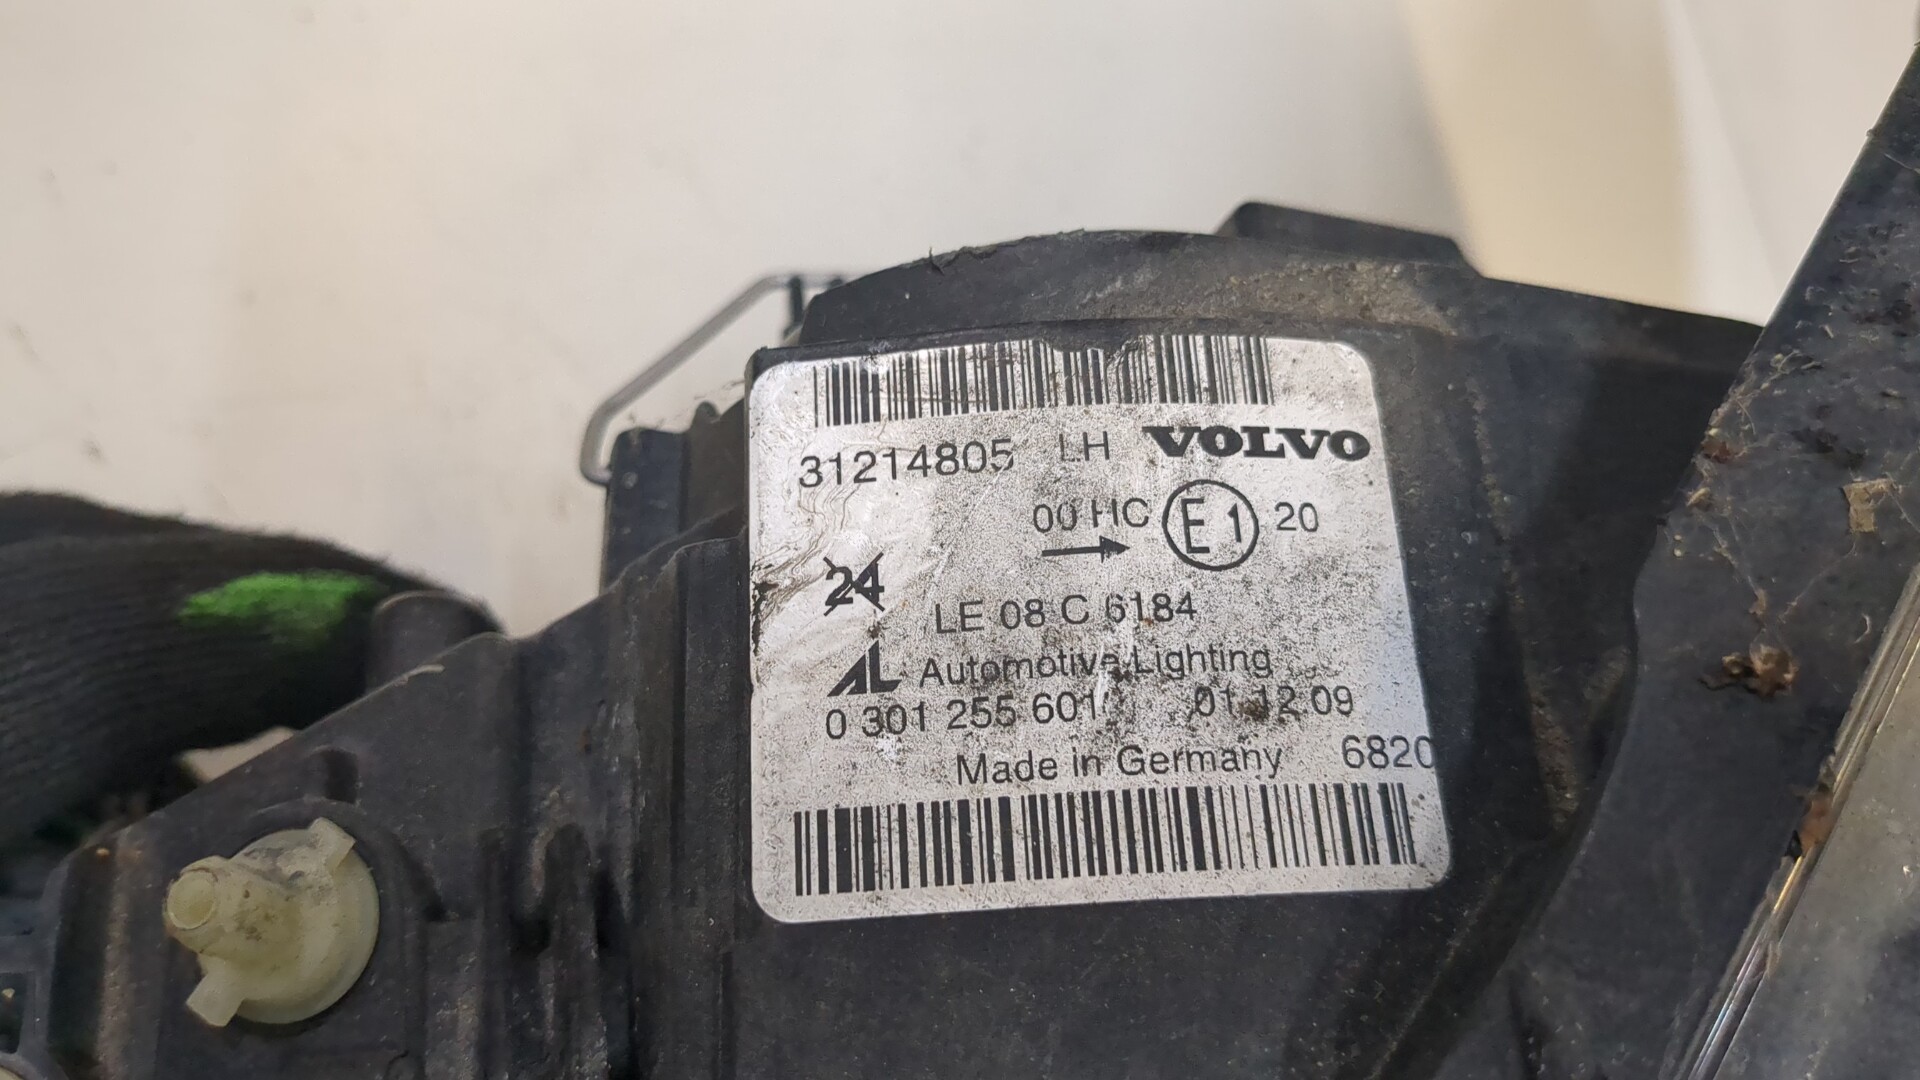 31214805 LH VOLVO
00 HC E1 20
24
LE 08 C 6184
AL Automotive Lighting
0 301 255 601 01.12.09
Made in Germany 6820